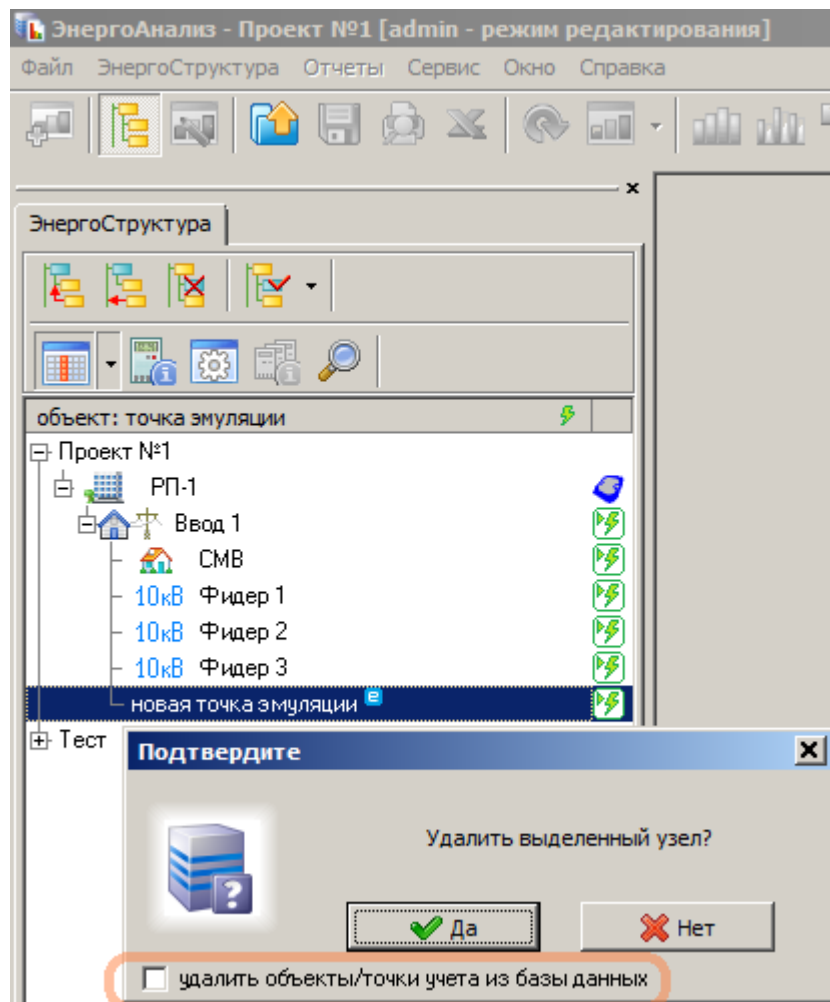 ЭнергоАнализ - Проект №1 [admin - режим редактирования]
Файл ЭнергоСтруктура Отчеты Сервис Окно Справка
ЭнергоСтруктура
объект: точка эмуляции
Проект №1
РП-1
Ввод 1
СМВ
10кВ Фидер 1
10кВ Фидер 2
10кВ Фидер 3
новая точка эмуляции e
Тест
Подтвердите
Удалить выделенный узел?
Да Нет
удалить объекты/точки учета из базы данных